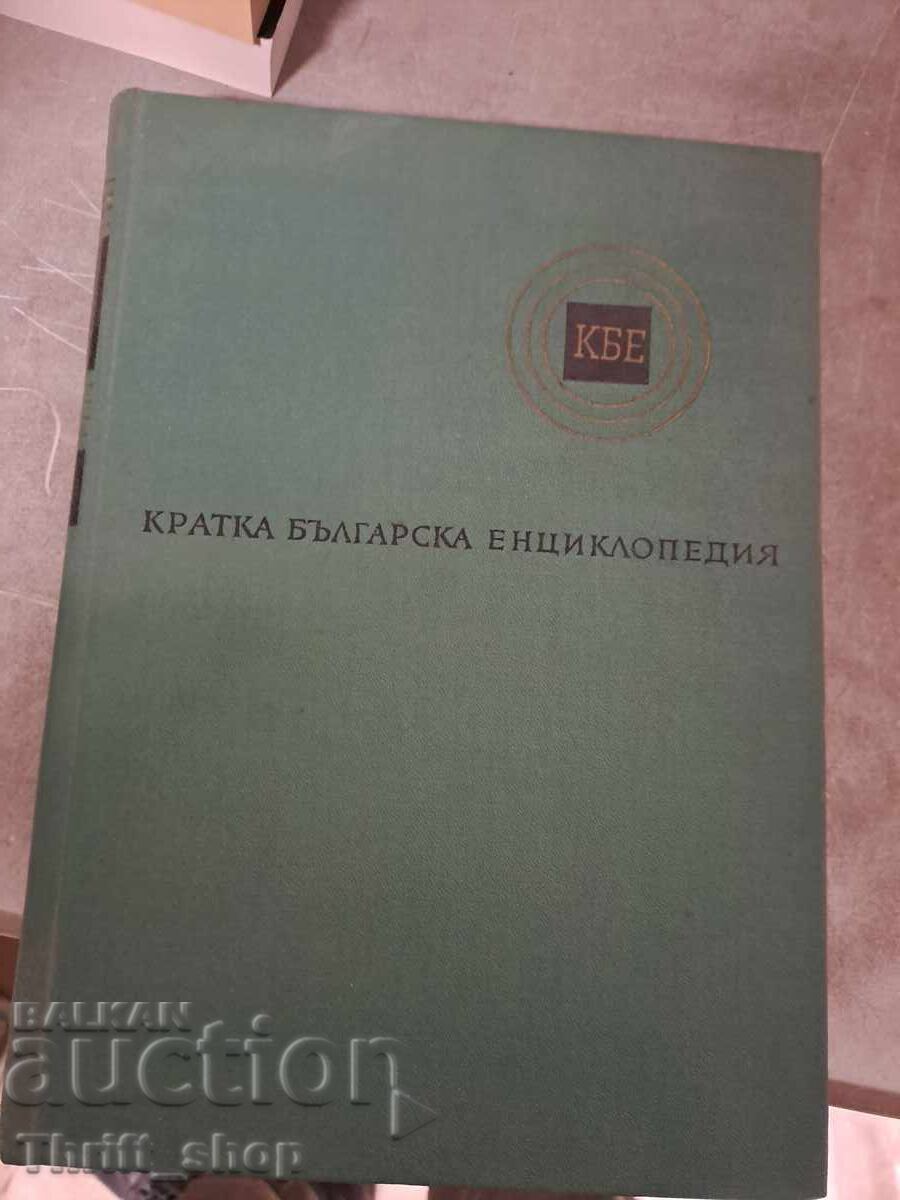 КБЕ
КРАТКА БЪЛГАРСКА ЕНЦИКЛОПЕДИЯ
BALKAN
auction
Thrift_shop